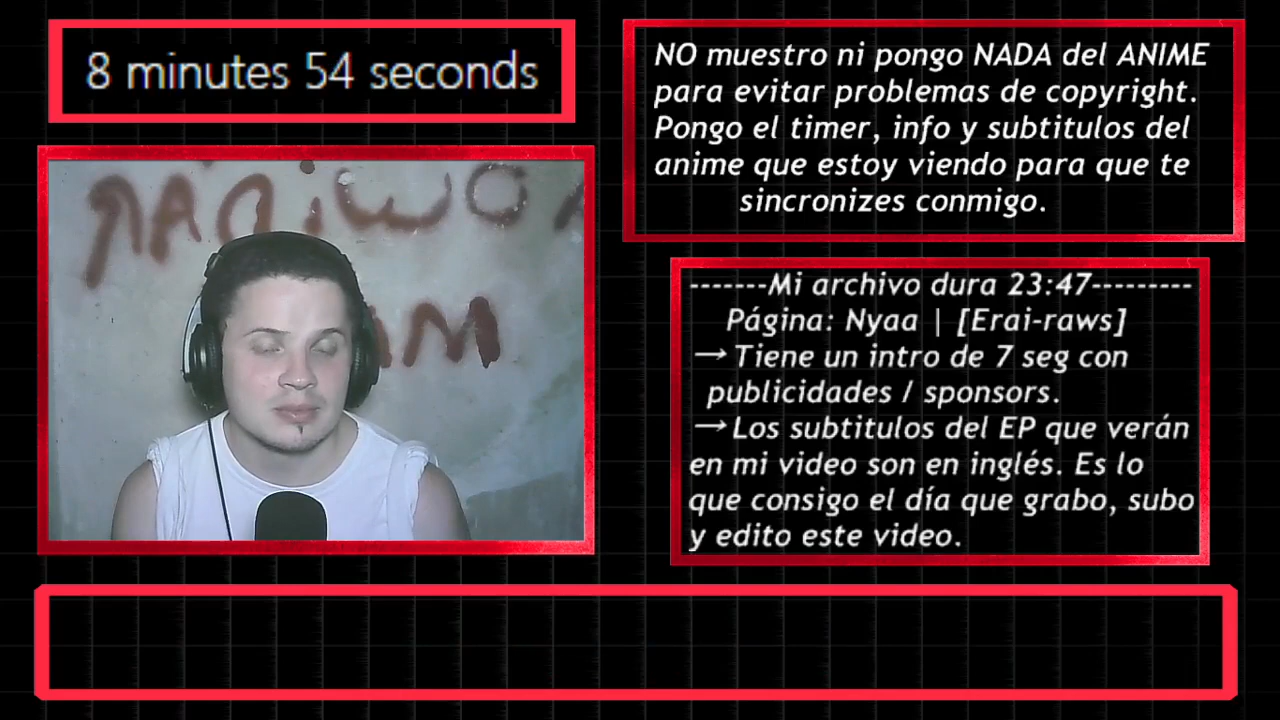 8 minutes 54 seconds
NO muestro ni pongo NADA del ANIME
para evitar problemas de copyright.
Pongo el timer, info y subtitulos del
anime que estoy viendo para que te
sincronizes conmigo.
-------Mi archivo dura 23:47---------
Página: Nyaa | [Erai-raws]
→Tiene un intro de 7 seg con
publicidades / sponsors.
→Los subtitulos del EP que verán
en mi video son en inglés. Es lo
que consigo el día que grabo, subo
y edito este video.